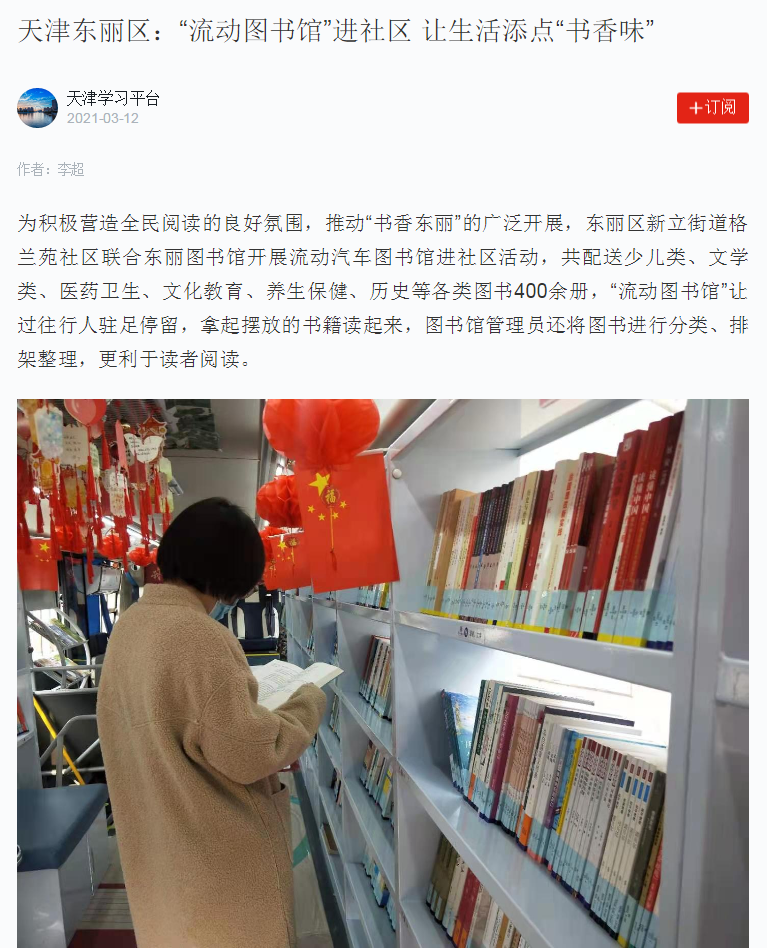 天津东丽区：“流动图书馆”进社区 让生活添点“书香味”
天津学习平台
2021-03-12
+订阅
作者：李超
为积极营造全民阅读的良好氛围，推动“书香东丽”的广泛开展，东丽区新立街道格
兰苑社区联合东丽图书馆开展流动汽车图书馆进社区活动，共配送少儿类、文学
类、医药卫生、文化教育、养生保健、历史等各类图书400余册，“流动图书馆”让
过往行人驻足停留，拿起摆放的书籍读起来，图书馆管理员还将图书进行分类、排
架整理，更利于读者阅读。
福
读懂中国
读懂中国